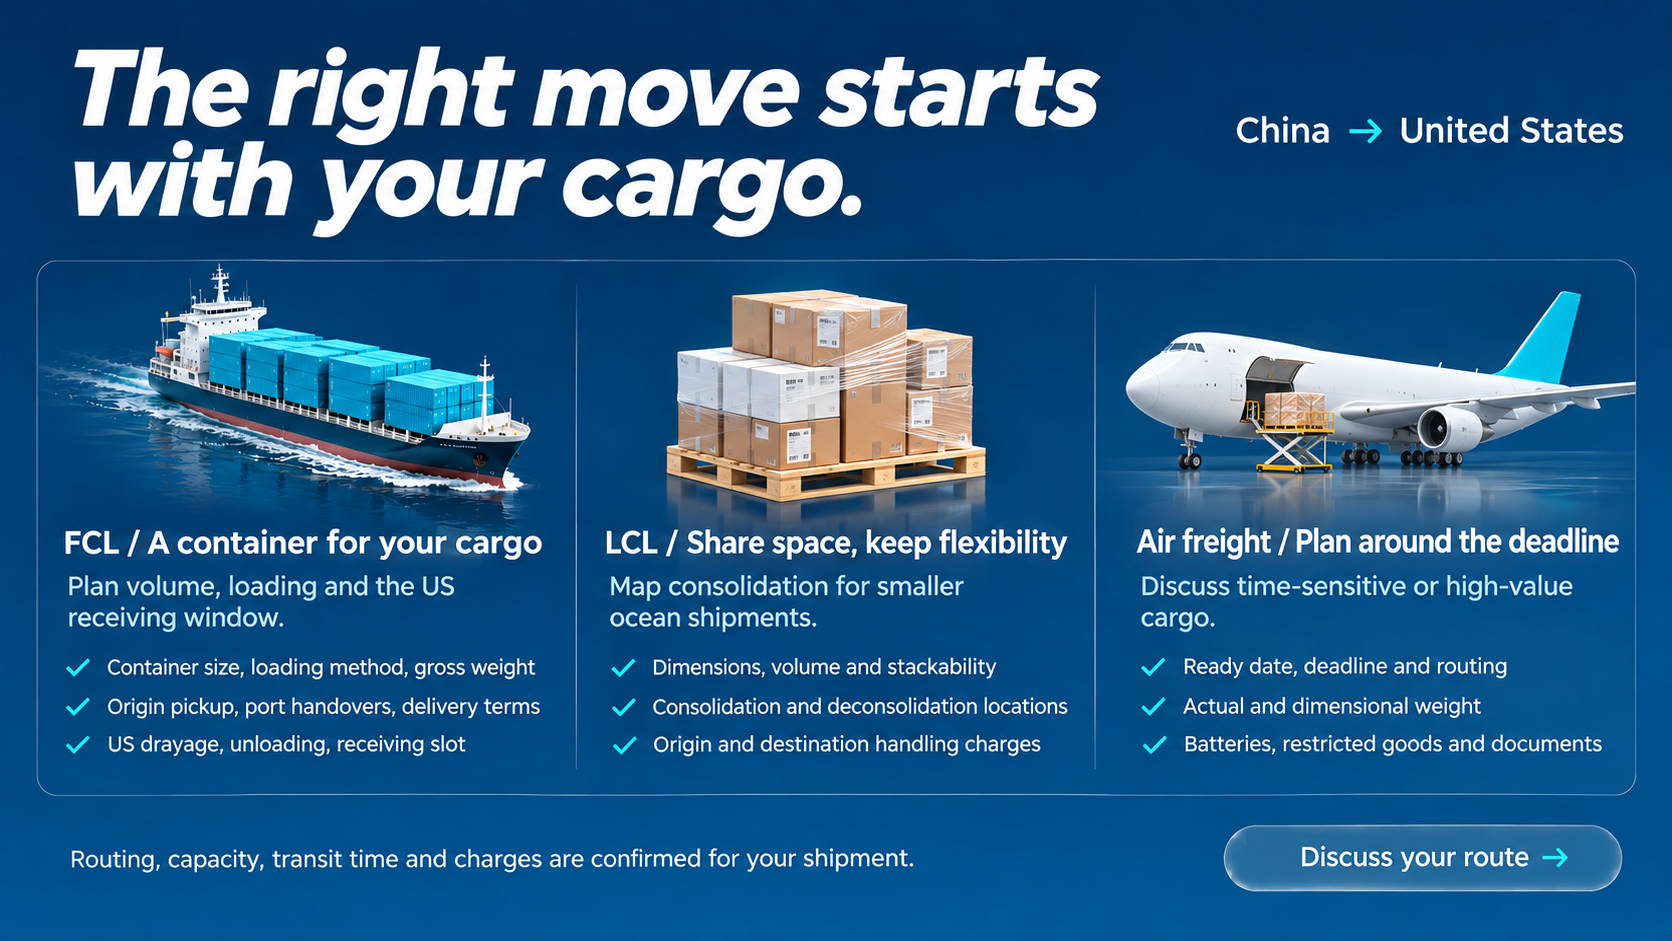 The right move starts
with your cargo.
China → United States
FCL / A container for your cargo
Plan volume, loading and the US
receiving window.
✓ Container size, loading method, gross weight
✓ Origin pickup, port handovers, delivery terms
✓ US drayage, unloading, receiving slot
LCL / Share space, keep flexibility
Map consolidation for smaller
ocean shipments.
✓ Dimensions, volume and stackability
✓ Consolidation and deconsolidation locations
✓ Origin and destination handling charges
Air freight / Plan around the deadline
Discuss time-sensitive or high-value
cargo.
✓ Ready date, deadline and routing
✓ Actual and dimensional weight
✓ Batteries, restricted goods and documents
Routing, capacity, transit time and charges are confirmed for your shipment.
Discuss your route →